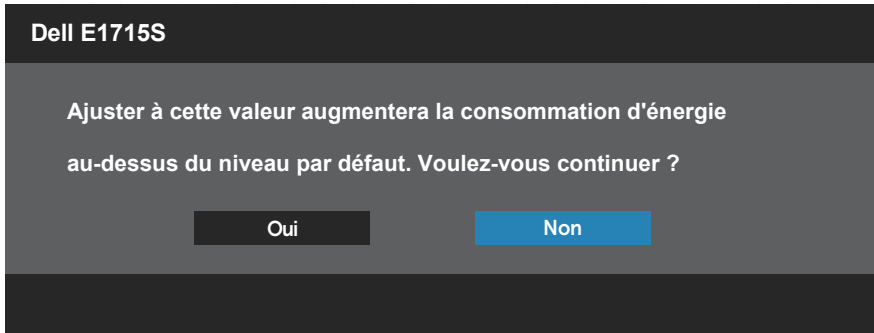 Dell E1715S
Ajuster à cette valeur augmentera la consommation d'énergie
au-dessus du niveau par défaut. Voulez-vous continuer ?
Oui
Non